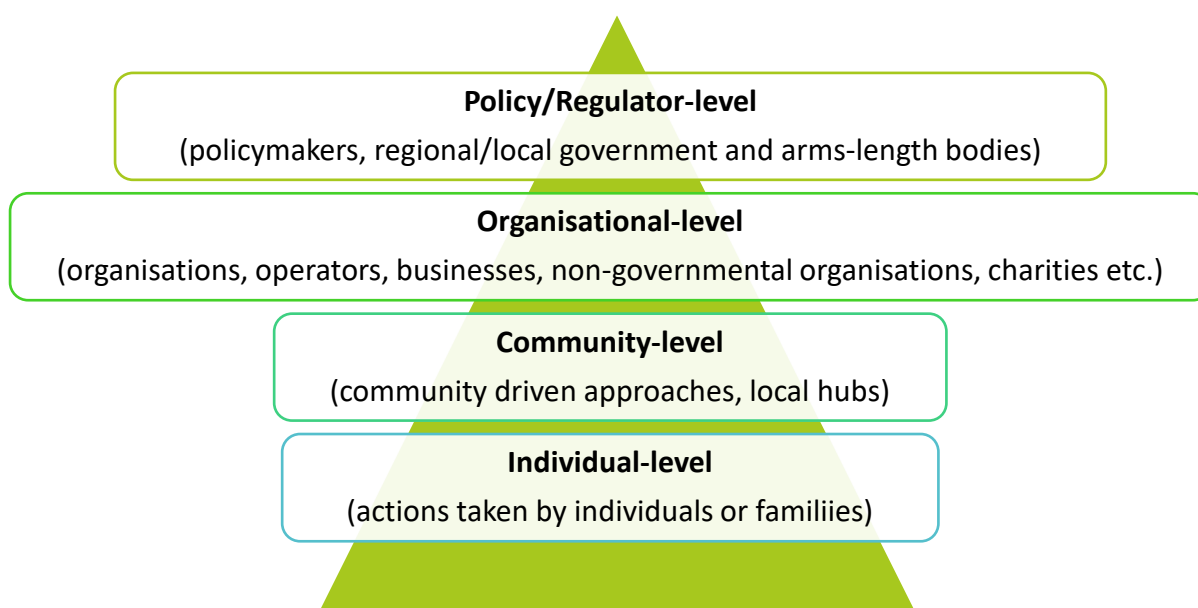 Policy/Regulator-level
(policymakers, regional/local government and arms-length bodies)
Organisational-level
(organisations, operators, businesses, non-governmental organisations, charities etc.)
Community-level
(community driven approaches, local hubs)
Individual-level
(actions taken by individuals or familiies)